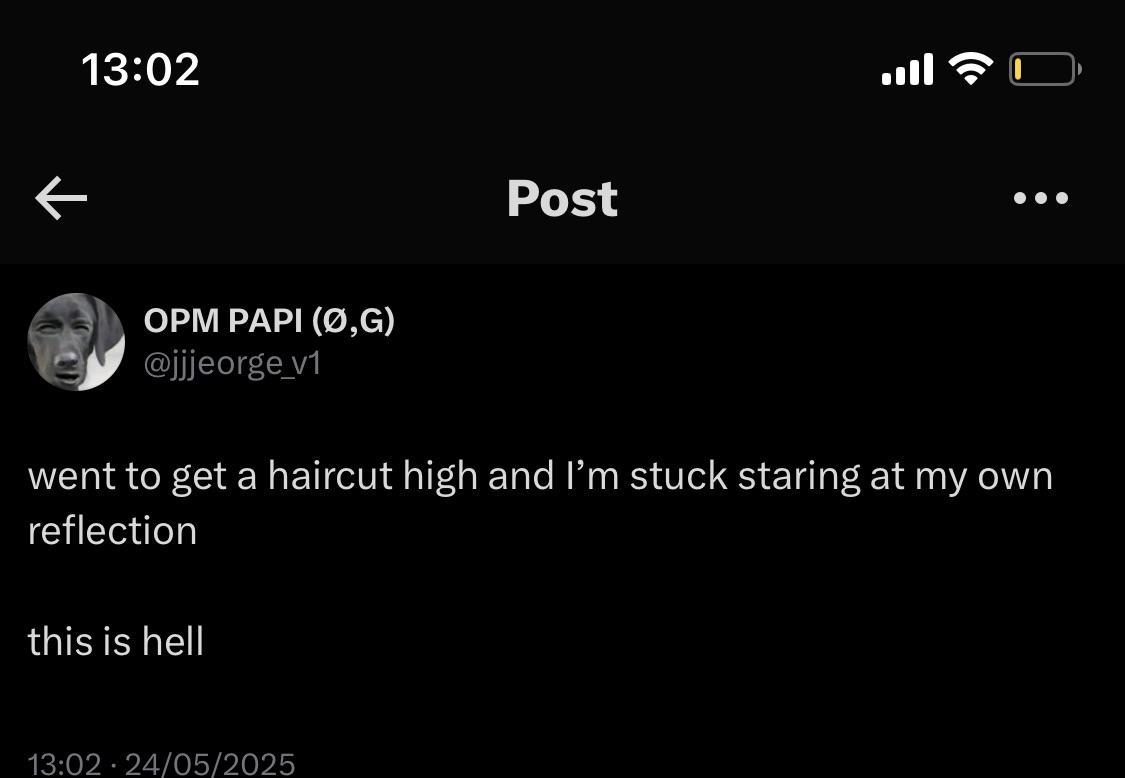 13:02
Post
OPM PAPI (Ø,G)
@jjjeorge_v1
went to get a haircut high and I’m stuck staring at my own
reflection
this is hell
13:02 · 24/05/2025